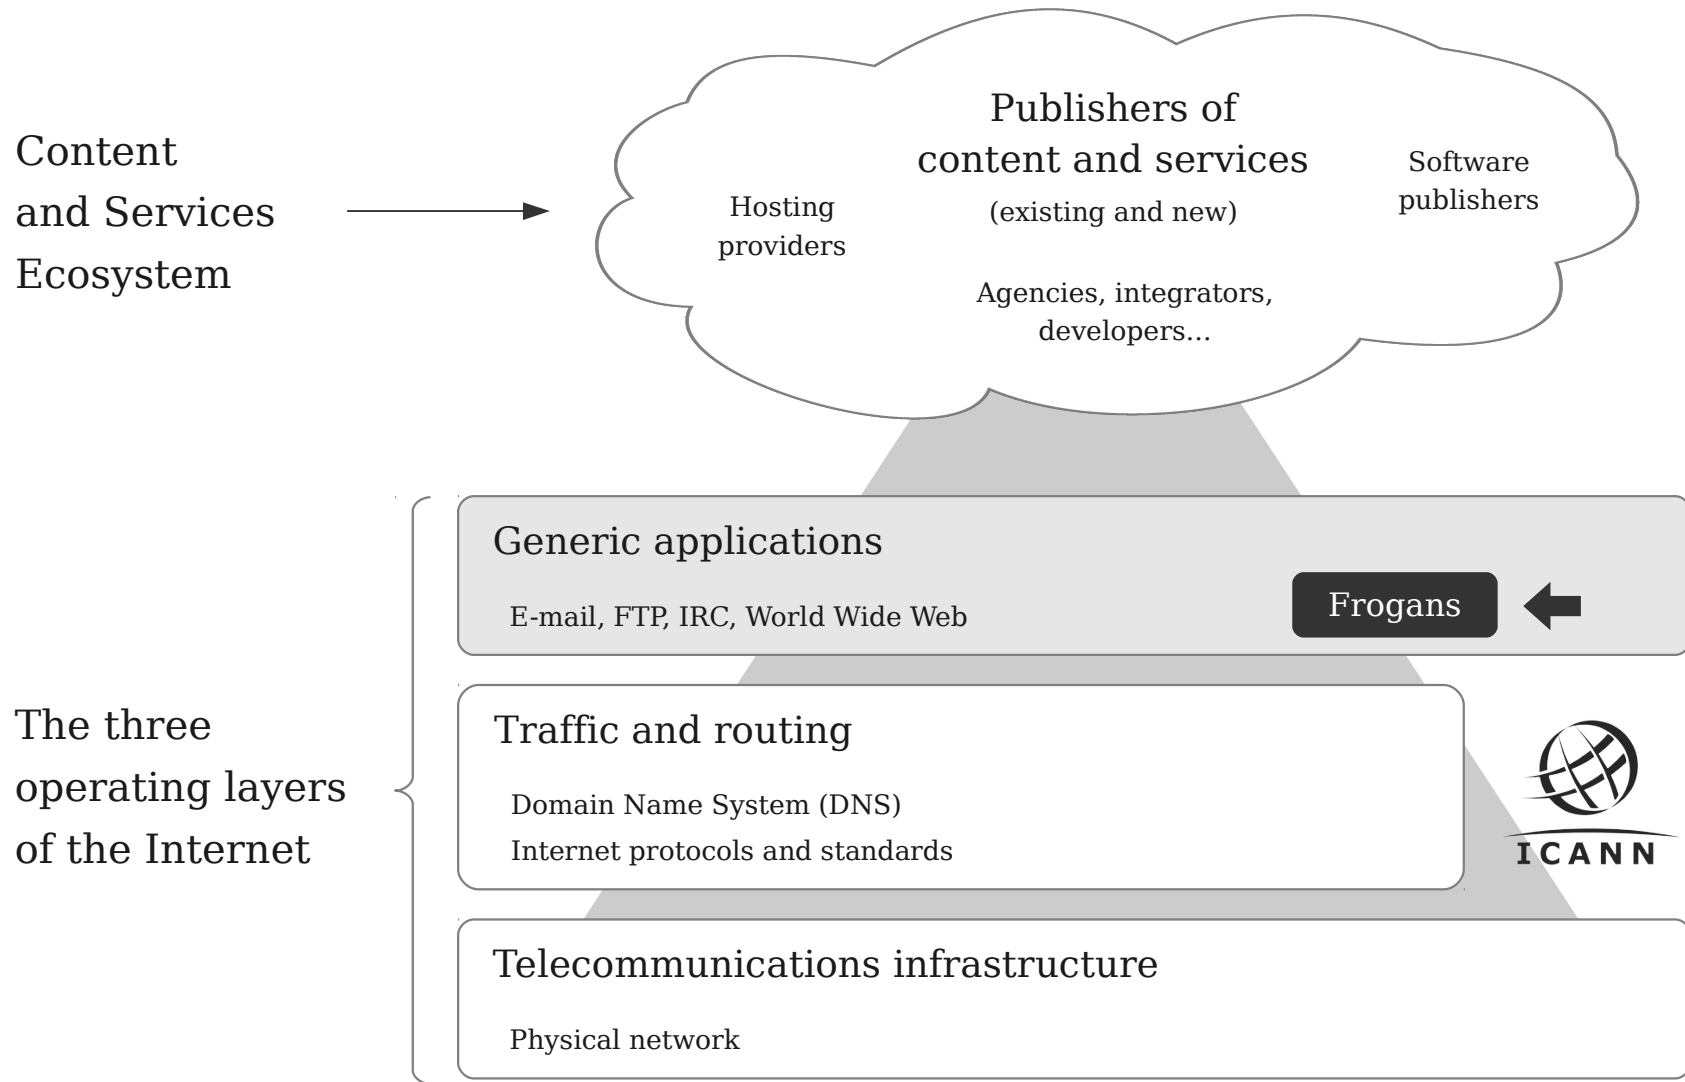 Content
and Services
Ecosystem
Publishers of
content and services
(existing and new)
Hosting
providers
Software
publishers
Agencies, integrators,
developers...
The three
operating layers
of the Internet
Generic applications
E-mail, FTP, IRC, World Wide Web
Frogans
Traffic and routing
Domain Name System (DNS)
Internet protocols and standards
ICANN
Telecommunications infrastructure
Physical network